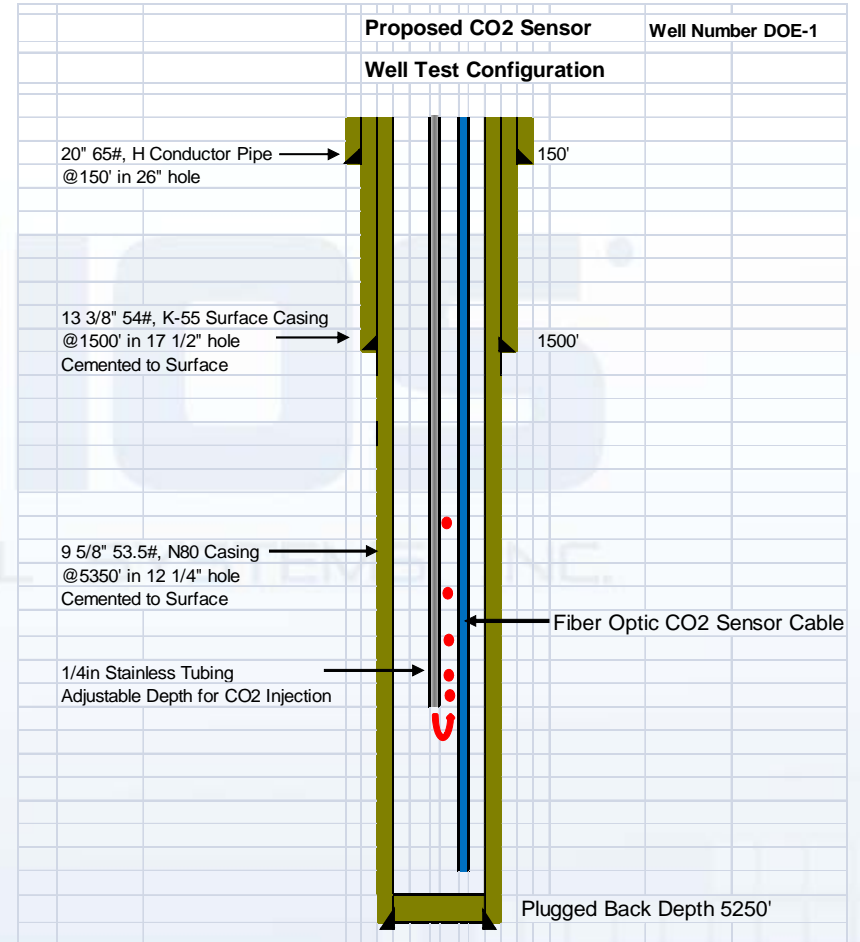 Proposed CO2 Sensor
Well Number DOE-1
Well Test Configuration
20" 65#, H Conductor Pipe
@150' in 26" hole
150'
13 3/8" 54#, K-55 Surface Casing
@1500' in 17 1/2" hole
Cemented to Surface
1500'
9 5/8" 53.5#, N80 Casing
@5350' in 12 1/4" hole
Cemented to Surface
Fiber Optic CO2 Sensor Cable
1/4in Stainless Tubing
Adjustable Depth for CO2 Injection
Plugged Back Depth 5250'